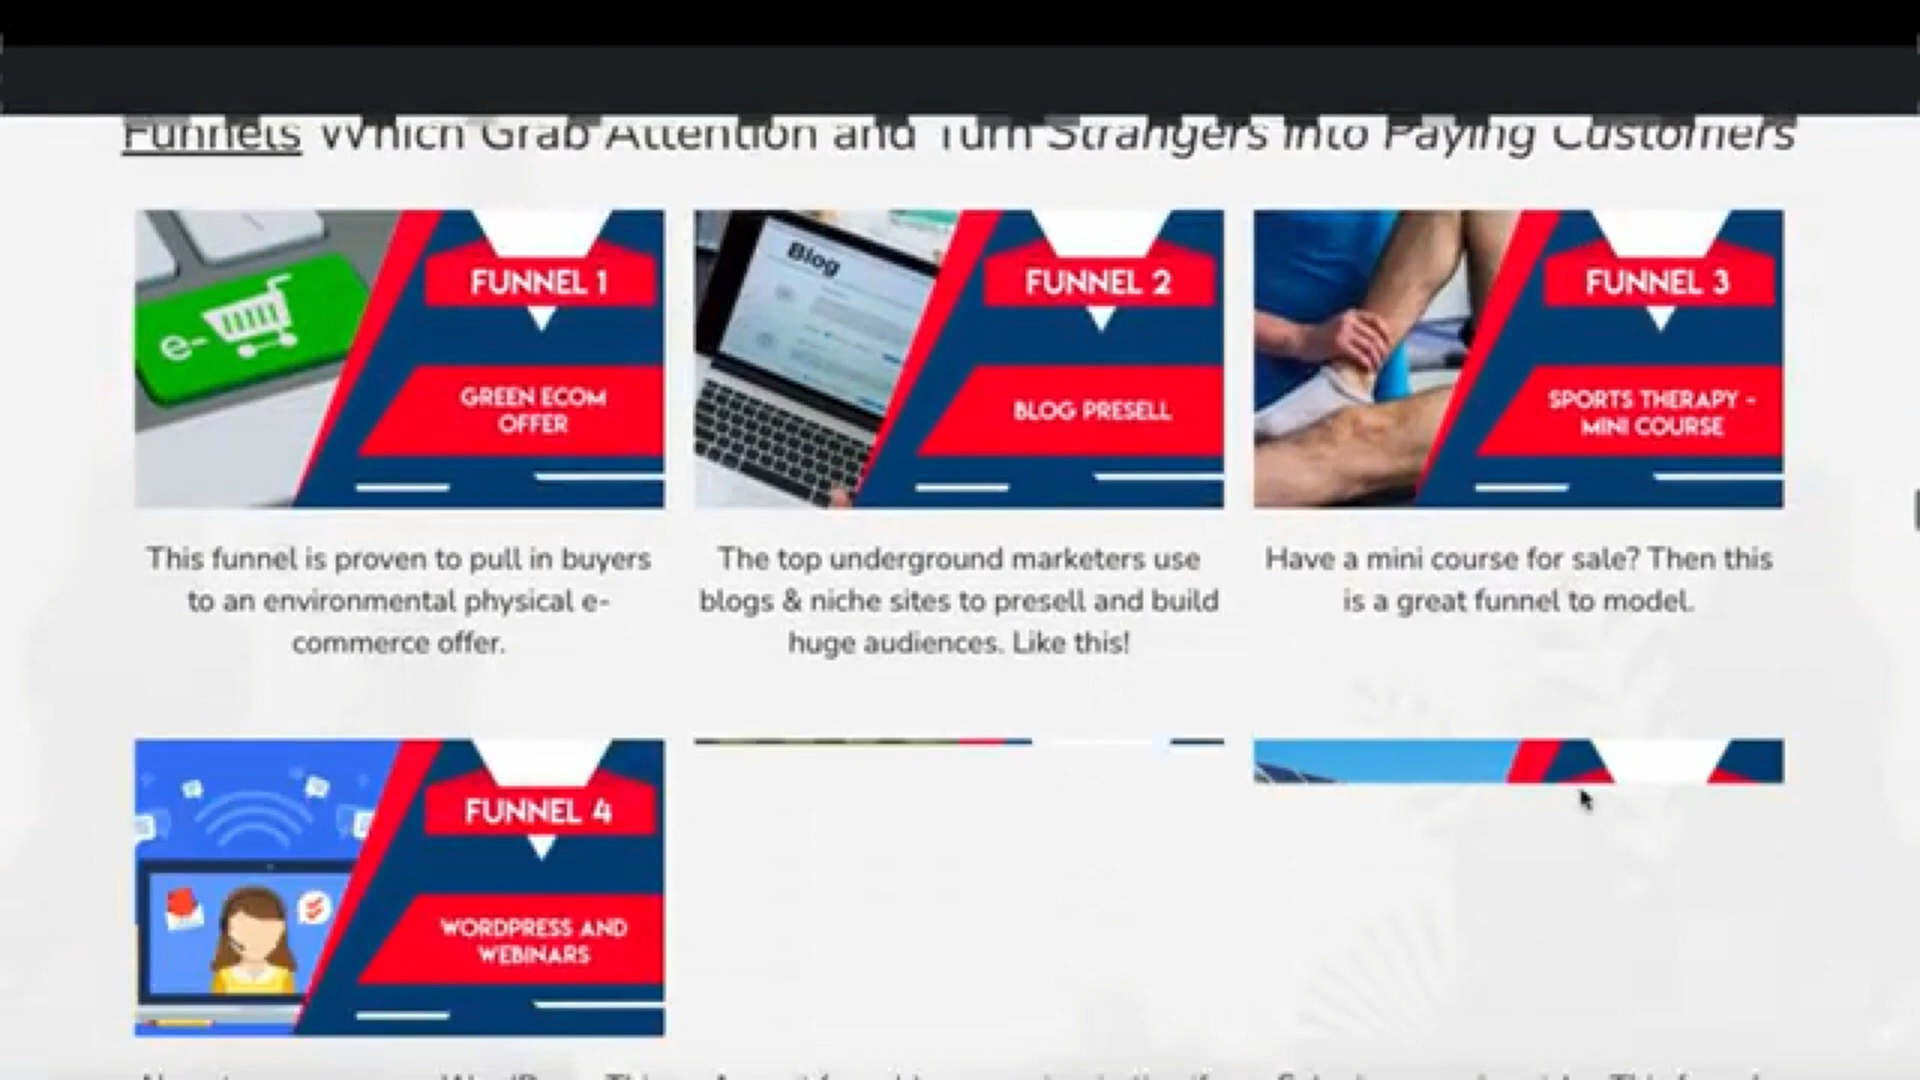 Funnels Which Grab Attention and Turn Strangers Into Paying Customers
e-
FUNNEL 1
GREEN ECOM
OFFER
Blog
FUNNEL 2
BLOG PRESELL
FUNNEL 3
SPORTS THERAPY -
MINI COURSE
This funnel is proven to pull in buyers
to an environmental physical e-
commerce offer.
The top underground marketers use
blogs & niche sites to presell and build
huge audiences. Like this!
Have a mini course for sale? Then this
is a great funnel to model.
FUNNEL 4
WORDPRESS AND
WEBINARS